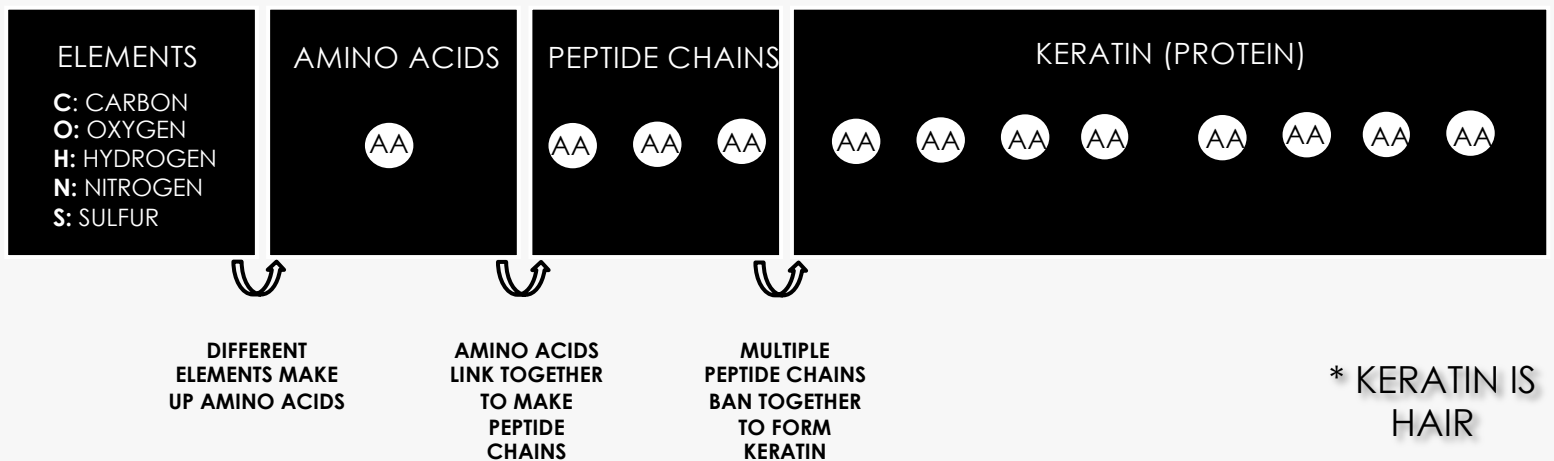 ELEMENTS
C: CARBON
O: OXYGEN
H: HYDROGEN
N: NITROGEN
S: SULFUR
AMINO ACIDS
AA
PEPTIDE CHAINS
AA AA AA
KERATIN (PROTEIN)
AA AA AA AA AA AA AA AA
DIFFERENT
ELEMENTS MAKE
UP AMINO ACIDS
AMINO ACIDS
LINK TOGETHER
TO MAKE
PEPTIDE
CHAINS
MULTIPLE
PEPTIDE CHAINS
BAN TOGETHER
TO FORM
KERATIN
* KERATIN IS
HAIR